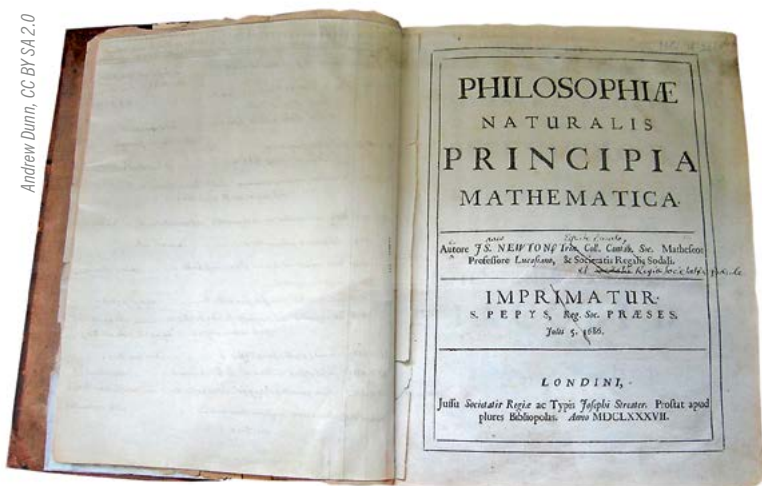 Andrew Dunn, CC BY SA 2.0
PHILOSOPHIÆ
NATURALIS
PRINCIPIA
MATHEMATICA.
Autore JS. NEWTON, Trin. Coll. Cantab. Soc. Matheseos
Professore Lucasiano, & Societatis Regalis Sodali.
IMPRIMATUR.
S. PEPYS, Reg. Soc. PRÆSES.
Julii 5. 1686.
LONDINI,
Jussu Societatis Regiæ ac Typis Josephi Streater. Prostat apud
plures Bibliopolas. Anno MDCLXXXVII.